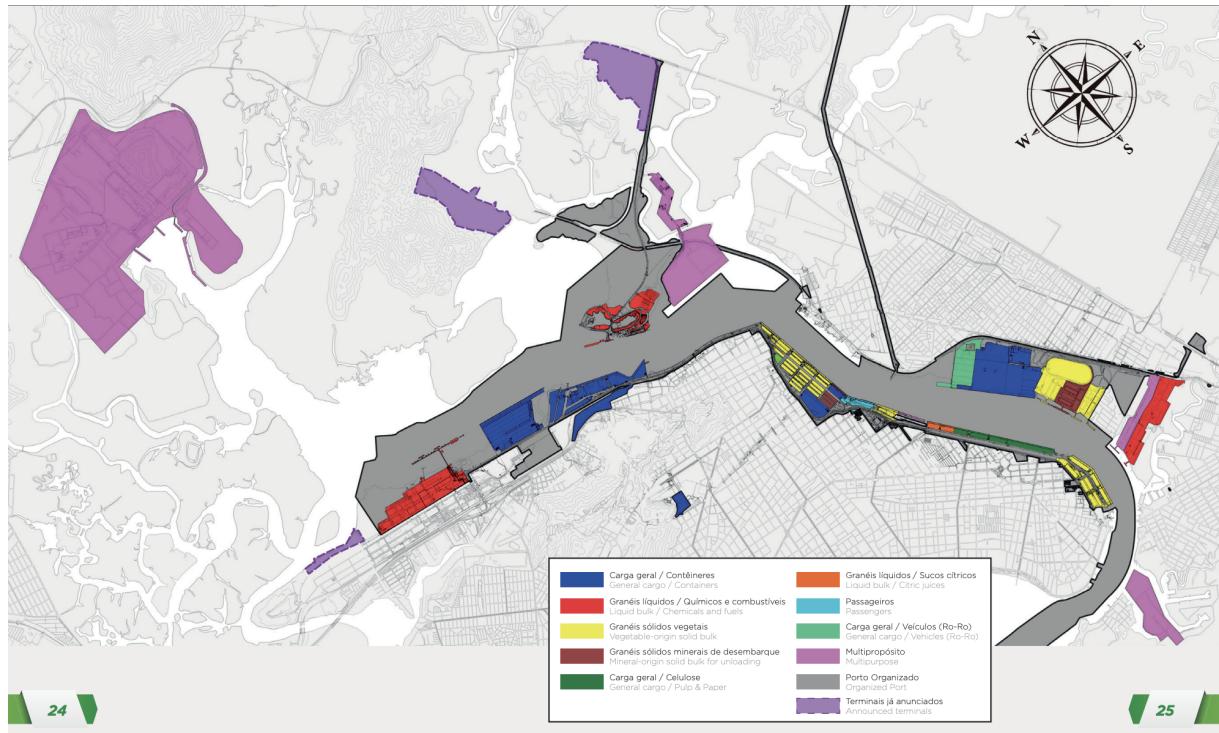 N
E
W
S
Carga geral / Contêineres
General cargo / Containers
Granéis líquidos / Químicos e combustíveis
Liquid bulk / Chemicals and fuels
Granéis sólidos vegetais
Vegetable-origin solid bulk
Granéis sólidos minerais de desembarque
Mineral-origin solid bulk for unloading
Carga geral / Celulose
General cargo / Pulp & Paper
Granéis líquidos / Sucos cítricos
Liquid bulk / Citric juices
Passageiros
Passengers
Carga geral / Veículos (Ro-Ro)
General cargo / Vehicles (Ro-Ro)
Multipropósito
Multipurpose
Porto Organizado
Organized Port
Terminais já anunciados
Announced terminals
24
25